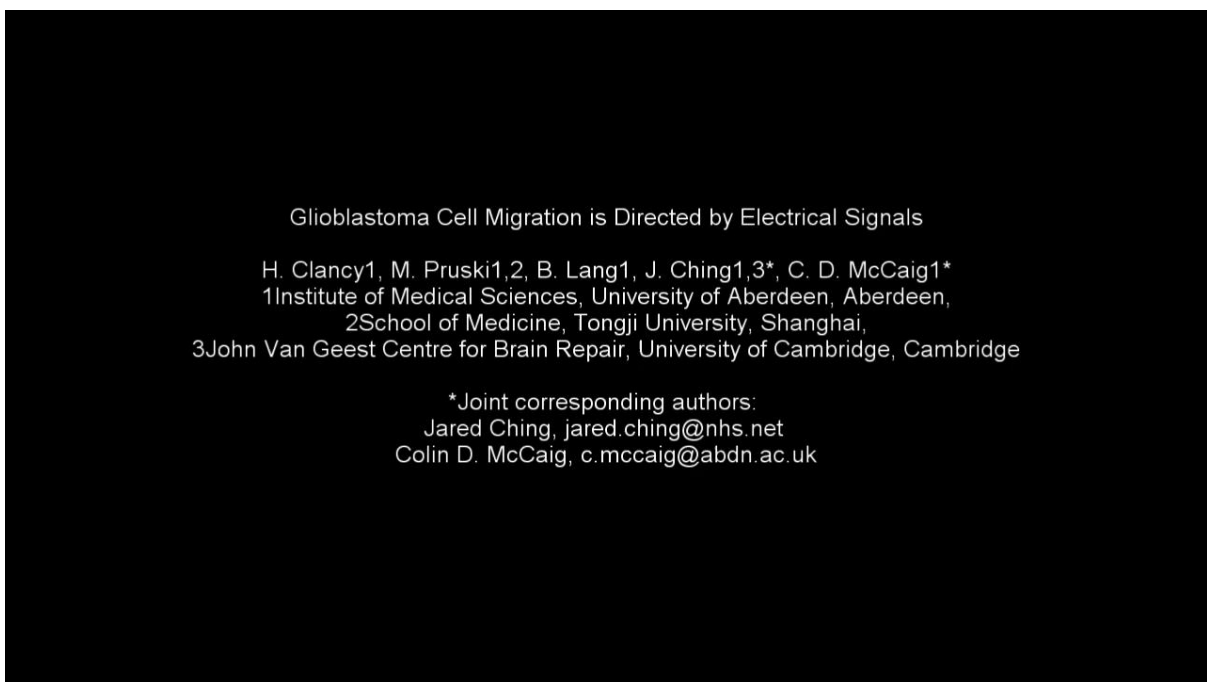 Glioblastoma Cell Migration is Directed by Electrical Signals
H. Clancy1, M. Pruski1,2, B. Lang1, J. Ching1,3*, C. D. McCaig1*
1Institute of Medical Sciences, University of Aberdeen, Aberdeen,
2School of Medicine, Tongji University, Shanghai,
3John Van Geest Centre for Brain Repair, University of Cambridge, Cambridge
*Joint corresponding authors:
Jared Ching, jared.ching@nhs.net
Colin D. McCaig, c.mccaig@abdn.ac.uk